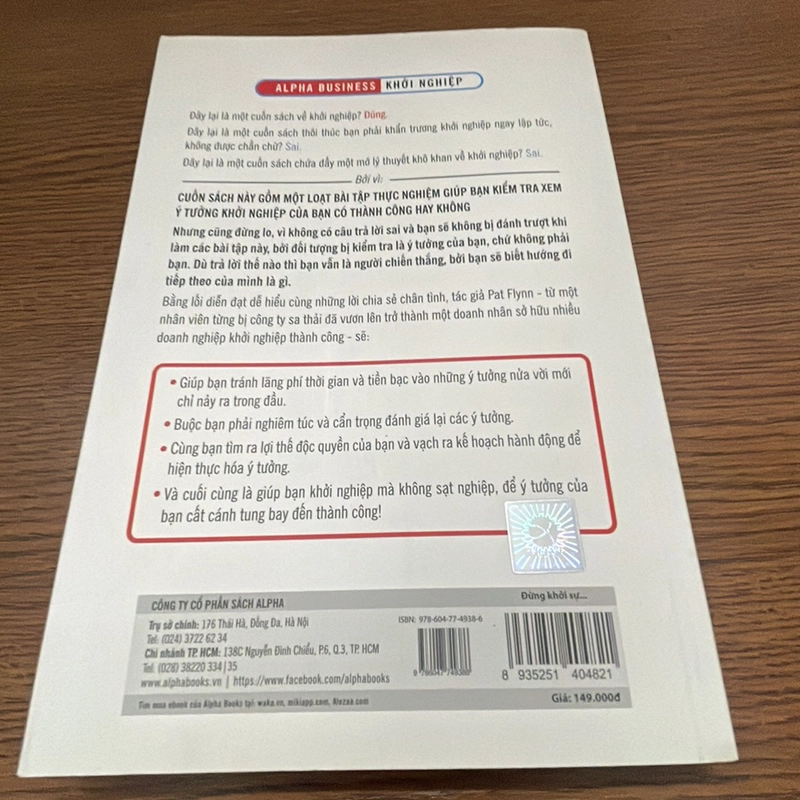 ALPHA BUSINESS KHỞI NGHIỆP
Đây lại là một cuốn sách về khởi nghiệp? Đúng.
Đây lại là một cuốn sách thôi thúc bạn phải khẩn trương khởi nghiệp ngay lập tức,
không được chần chừ? Sai.
Đây lại là một cuốn sách chứa đầy một mớ lý thuyết khô khan về khởi nghiệp? Sai.
Bởi vì:
CUỐN SÁCH NÀY GỒM MỘT LOẠT BÀI TẬP THỰC NGHIỆM GIÚP BẠN KIỂM TRA XEM
Ý TƯỞNG KHỞI NGHIỆP CỦA BẠN CÓ THÀNH CÔNG HAY KHÔNG
Nhưng cũng đừng lo, vì không có câu trả lời sai và bạn sẽ không bị đánh trượt khi
làm các bài tập này, bởi đối tượng bị kiểm tra là ý tưởng của bạn, chứ không phải
bạn. Dù trả lời thế nào thì bạn vẫn là người chiến thắng, bởi bạn sẽ biết hướng đi
tiếp theo của mình là gì.
Bằng lối diễn đạt dễ hiểu cùng những lời chia sẻ chân tình, tác giả Pat Flynn – từ một
nhân viên từng bị công ty sa thải đã vươn lên trở thành một doanh nhân sở hữu nhiều
doanh nghiệp khởi nghiệp thành công – sẽ:
• Giúp bạn tránh lãng phí thời gian và tiền bạc vào những ý tưởng nửa vời mới
chỉ nảy ra trong đầu.
• Buộc bạn phải nghiêm túc và cẩn trọng đánh giá lại các ý tưởng.
• Cùng bạn tìm ra lợi thế độc quyền của bạn và vạch ra kế hoạch hành động để
hiện thực hóa ý tưởng.
• Và cuối cùng là giúp bạn khởi nghiệp mà không sạt nghiệp, để ý tưởng của
bạn cất cánh tung bay đến thành công!
CÔNG TY CỔ PHẦN SÁCH ALPHA
Đừng khởi sự...
Trụ sở chính: 176 Thái Hà, Đống Đa, Hà Nội
Tel: (024) 3722 62 34
Chi nhánh TP. HCM: 138C Nguyễn Đình Chiểu, P.6, Q.3, TP. HCM
Tel: (028) 38220 334 | 35
www.alphabooks.vn | https://www.facebook.com/alphabooks
ISBN: 978-604-77-4938-6
8 935251 404821
Tìm mua ebook của Alpha Books tại: waka.vn, mikiapp.com, Alezaa.com
Giá: 149.000đ